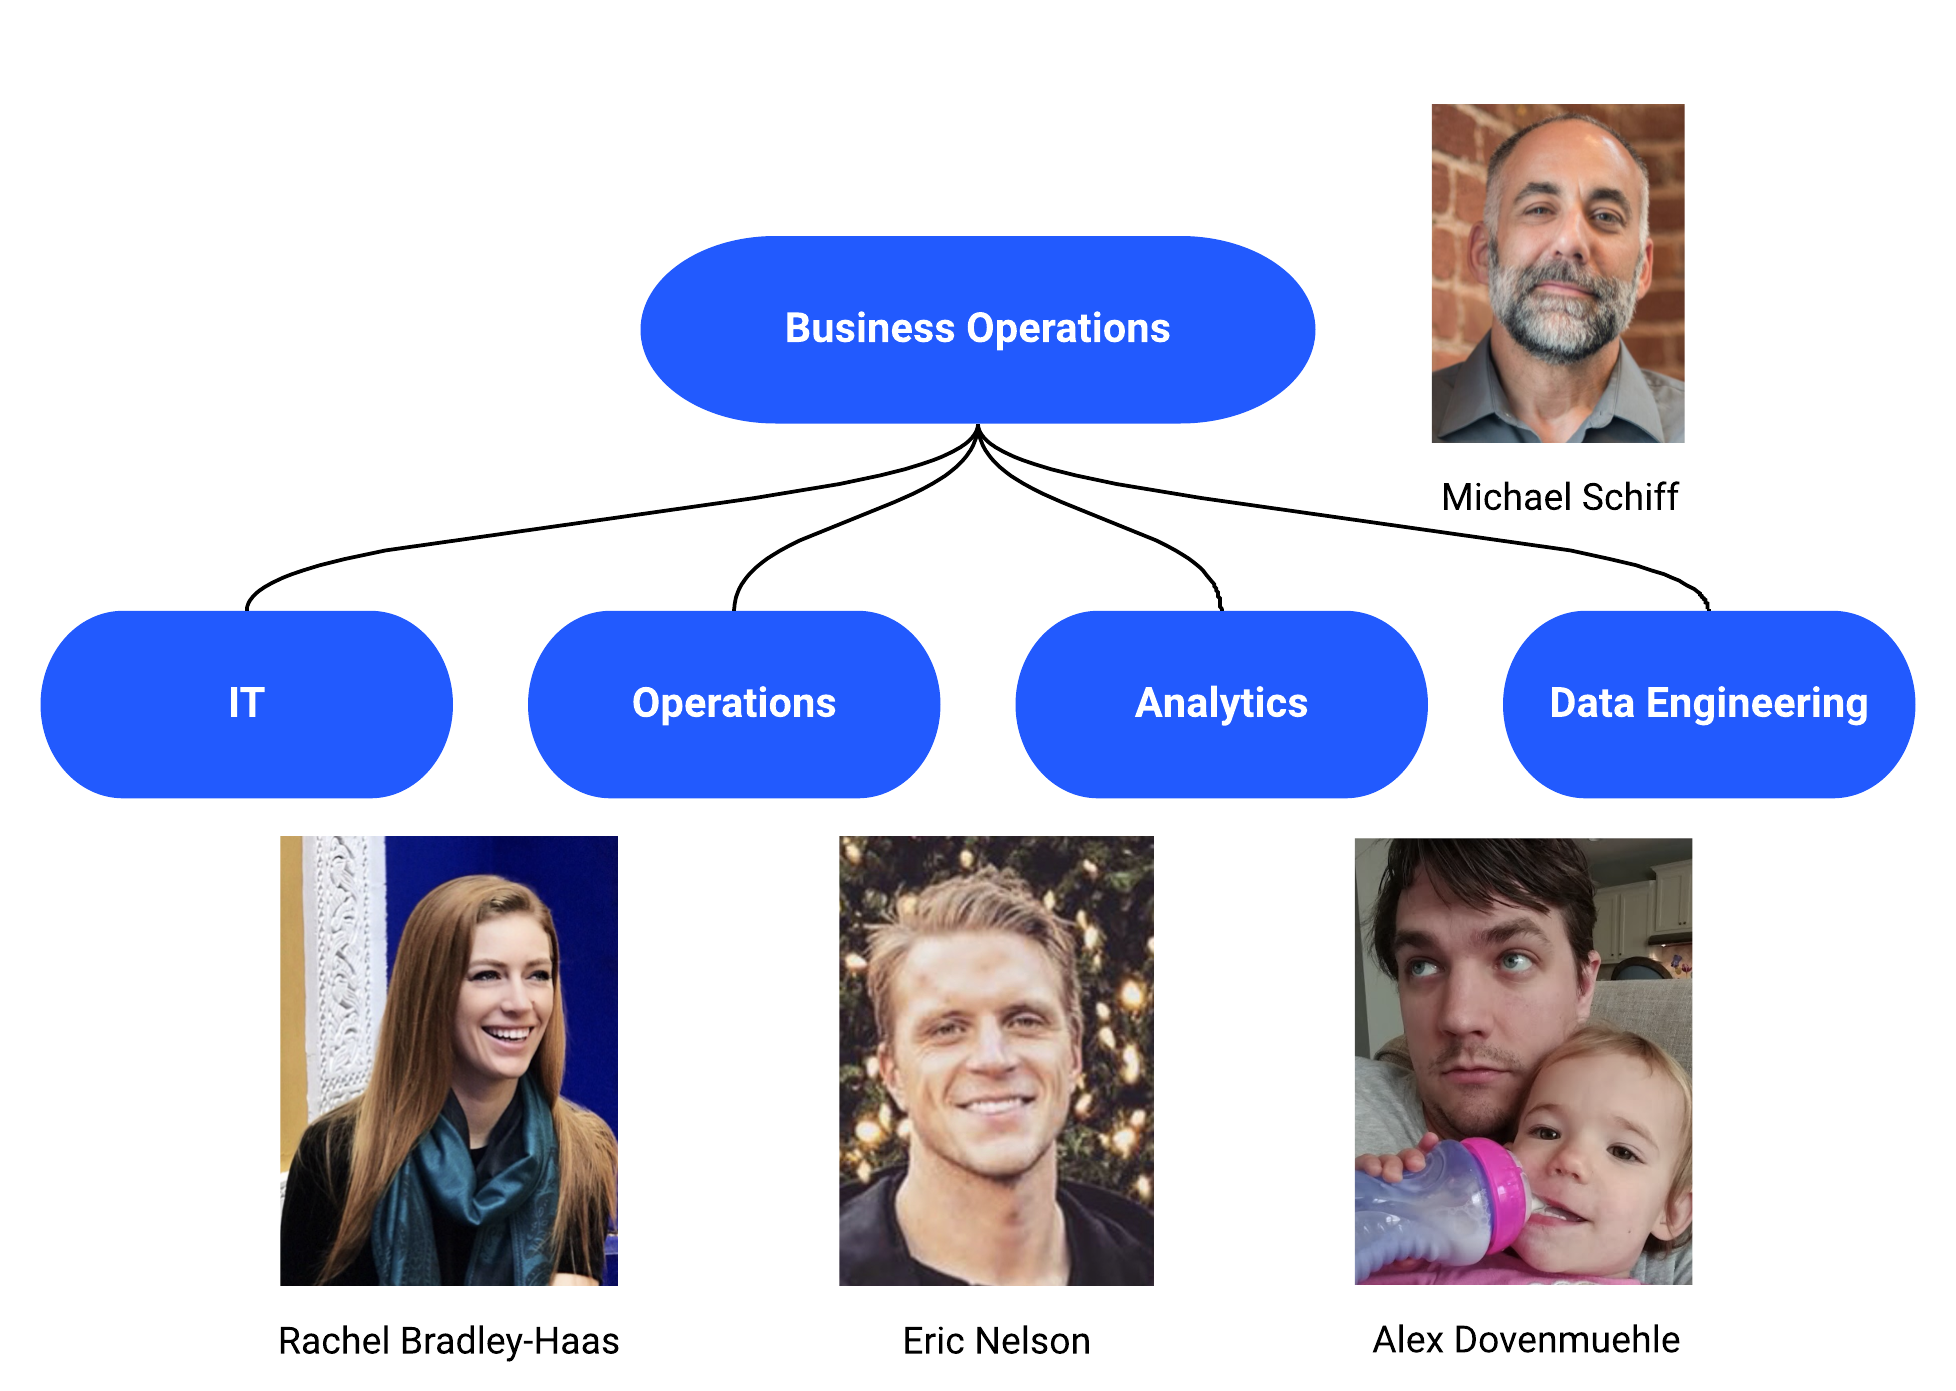 Business Operations
Michael Schiff
IT
Operations
Analytics
Data Engineering
Rachel Bradley-Haas
Eric Nelson
Alex Dovenmuehle